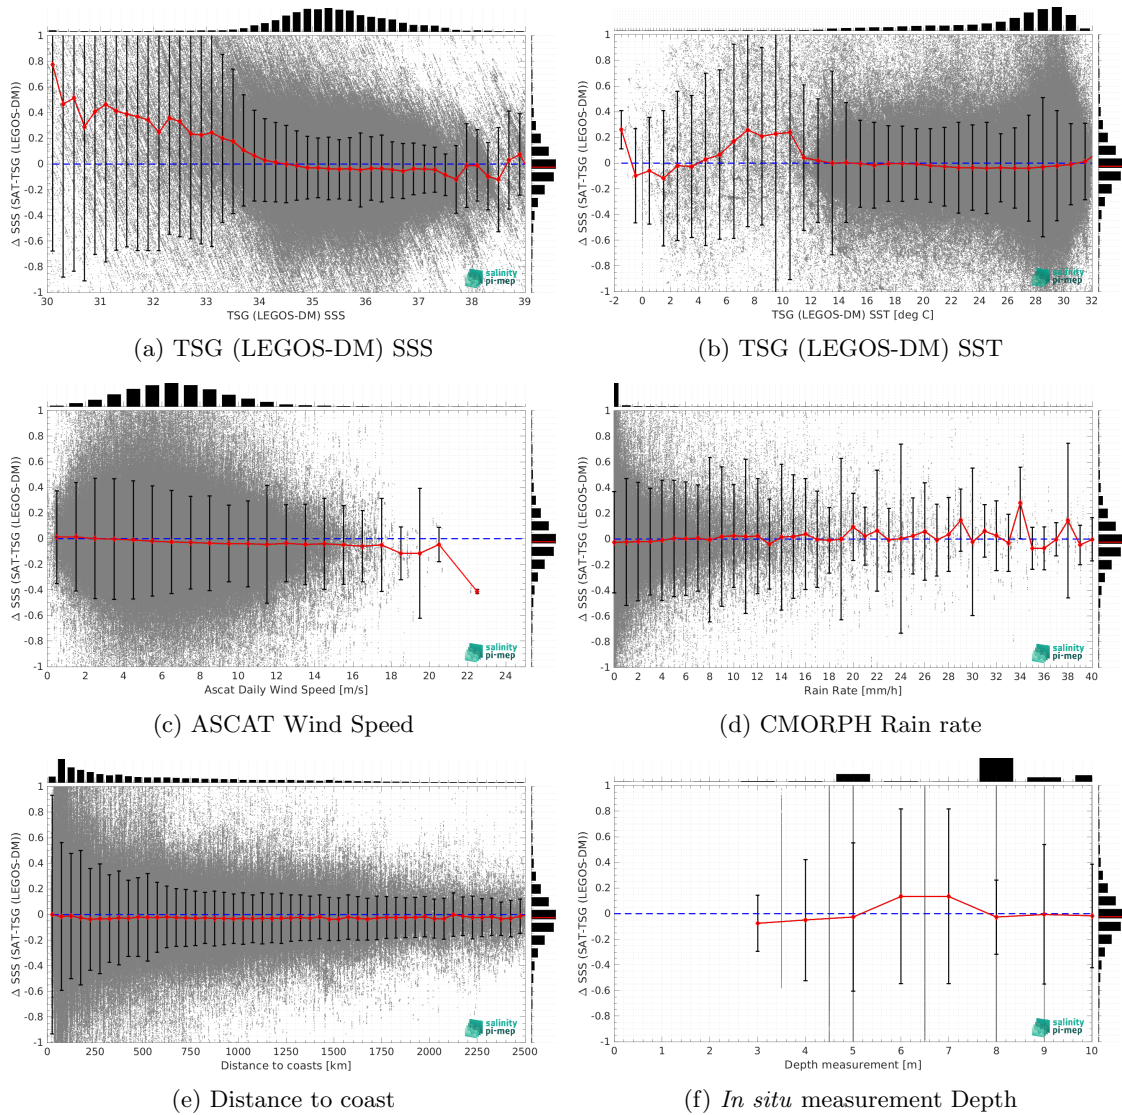 1
0.8
0.6
0.4
0.2
0
-0.2
-0.4
-0.6
-0.8
-1
Δ SSS (SAT-TSG (LEGOS-DM))
30 31 32 33 34 35 36 37 38 39
TSG (LEGOS-DM) SSS
salinity
pi-mep
(a) TSG (LEGOS-DM) SSS
1
0.8
0.6
0.4
0.2
0
-0.2
-0.4
-0.6
-0.8
-1
Δ SSS (SAT-TSG (LEGOS-DM))
-2 0 2 4 6 8 10 12 14 16 18 20 22 24 26 28 30 32
TSG (LEGOS-DM) SST [deg C]
salinity
pi-mep
(b) TSG (LEGOS-DM) SST
1
0.8
0.6
0.4
0.2
0
-0.2
-0.4
-0.6
-0.8
-1
Δ SSS (SAT-TSG (LEGOS-DM))
0 2 4 6 8 10 12 14 16 18 20 22 24
Ascat Daily Wind Speed [m/s]
salinity
pi-mep
(c) ASCAT Wind Speed
1
0.8
0.6
0.4
0.2
0
-0.2
-0.4
-0.6
-0.8
-1
Δ SSS (SAT-TSG (LEGOS-DM))
0 2 4 6 8 10 12 14 16 18 20 22 24 26 28 30 32 34 36 38 40
Rain Rate [mm/h]
salinity
pi-mep
(d) CMORPH Rain rate
1
0.8
0.6
0.4
0.2
0
-0.2
-0.4
-0.6
-0.8
-1
Δ SSS (SAT-TSG (LEGOS-DM))
0 250 500 750 1000 1250 1500 1750 2000 2250 2500
Distance to coasts [km]
salinity
pi-mep
(e) Distance to coast
1
0.8
0.6
0.4
0.2
0
-0.2
-0.4
-0.6
-0.8
-1
Δ SSS (SAT-TSG (LEGOS-DM))
0 1 2 3 4 5 6 7 8 9 10
Depth measurement [m]
salinity
pi-mep
(f) In situ measurement Depth